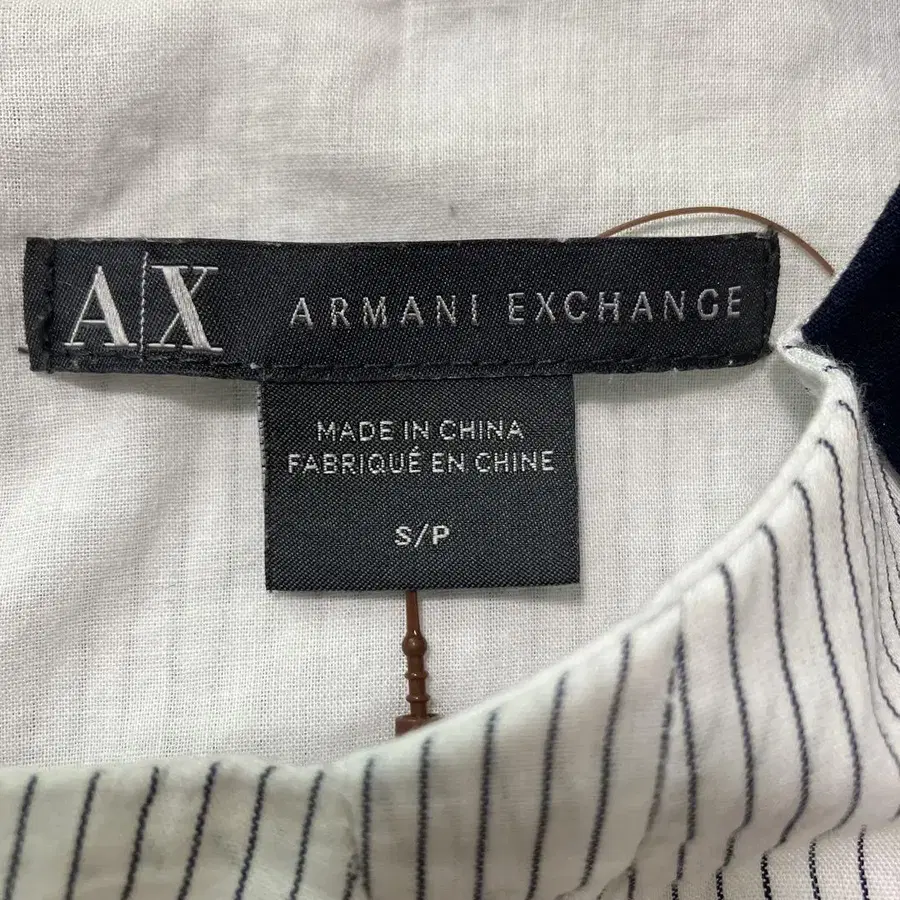 A|X ARMANI EXCHANGE
MADE IN CHINA
FABRIQUÉ EN CHINE
S/P